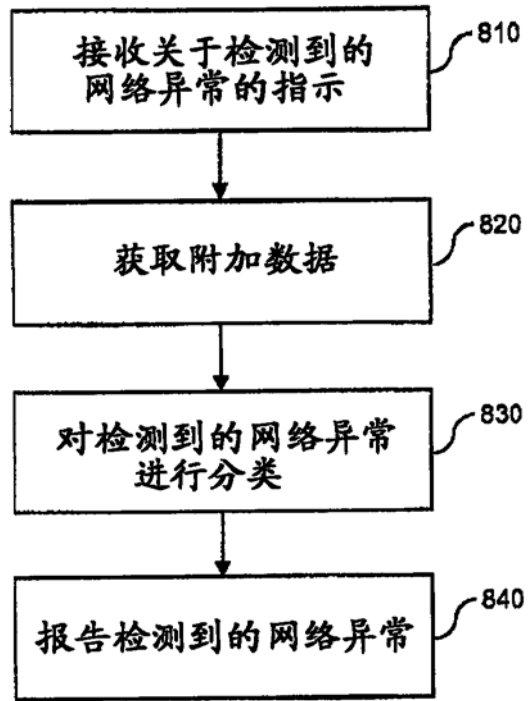 接收关于检测到的
网络异常的指示
810
获取附加数据
820
对检测到的网络异常
进行分类
830
报告检测到的网络异常
840